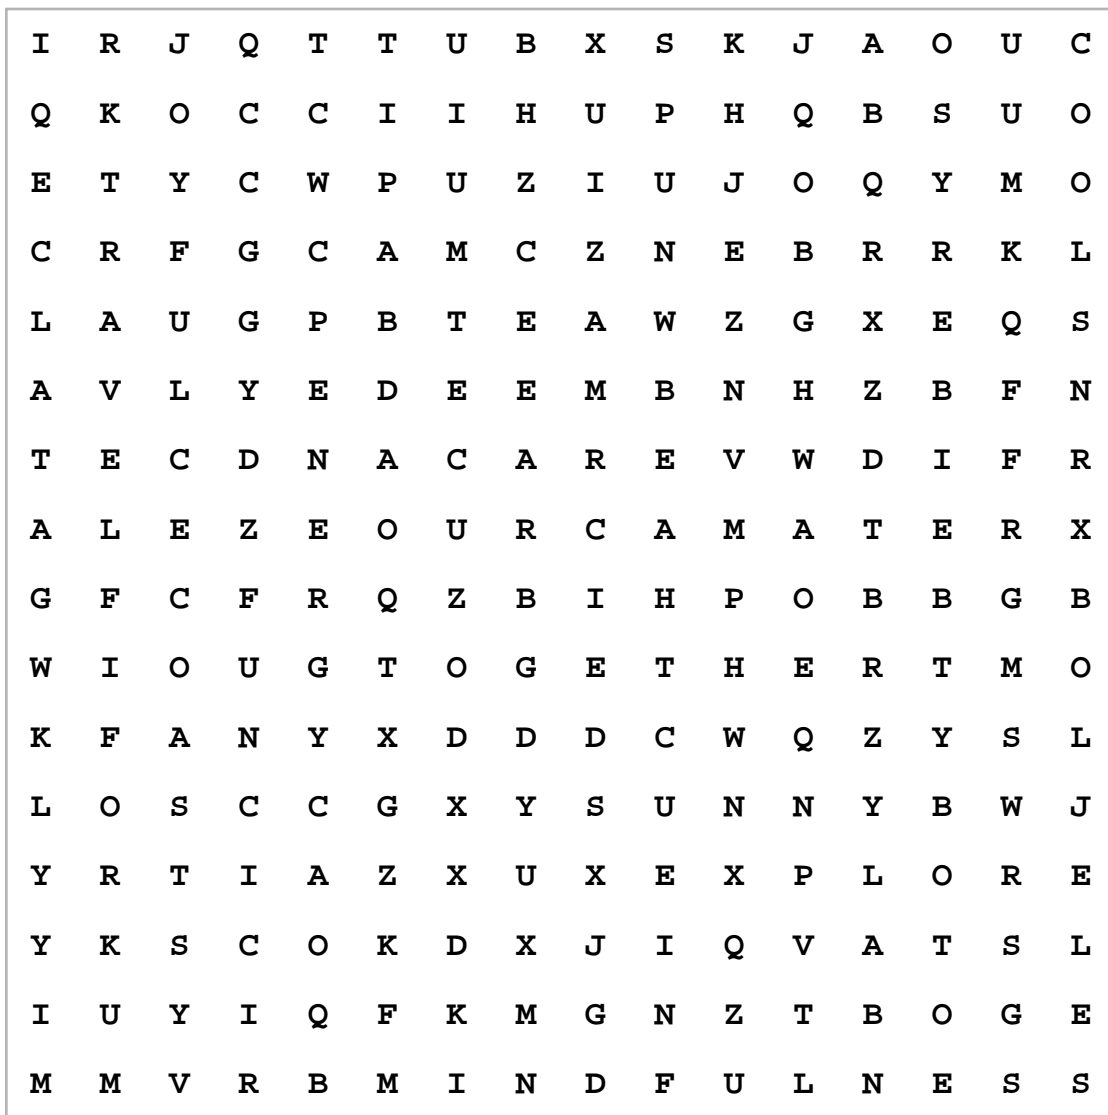 I R J Q T T U B X S K J A O U C
Q K O C C I I H U P H Q B S U O
E T Y C W P U Z I U J O Q Y M O
C R F G C A M C Z N E B R R K L
L A U G P B T E A W Z G X E Q S
A V L Y E D E E M B N H Z B F N
T E C D N A C A R E V W D I F R
A L E Z E O U R C A M A T E R X
G F C F R Q Z B I H P O B B G B
W I O U G T O G E T H E R T M O
K F A N Y X D D D C W Q Z Y S L
L O S C C G X Y S U N N Y B W J
Y R T I A Z X U X E X P L O R E
Y K S C O K D X J I Q V A T S L
I U Y I Q F K M G N Z T B O G E
M M V R B M I N D F U L N E S S